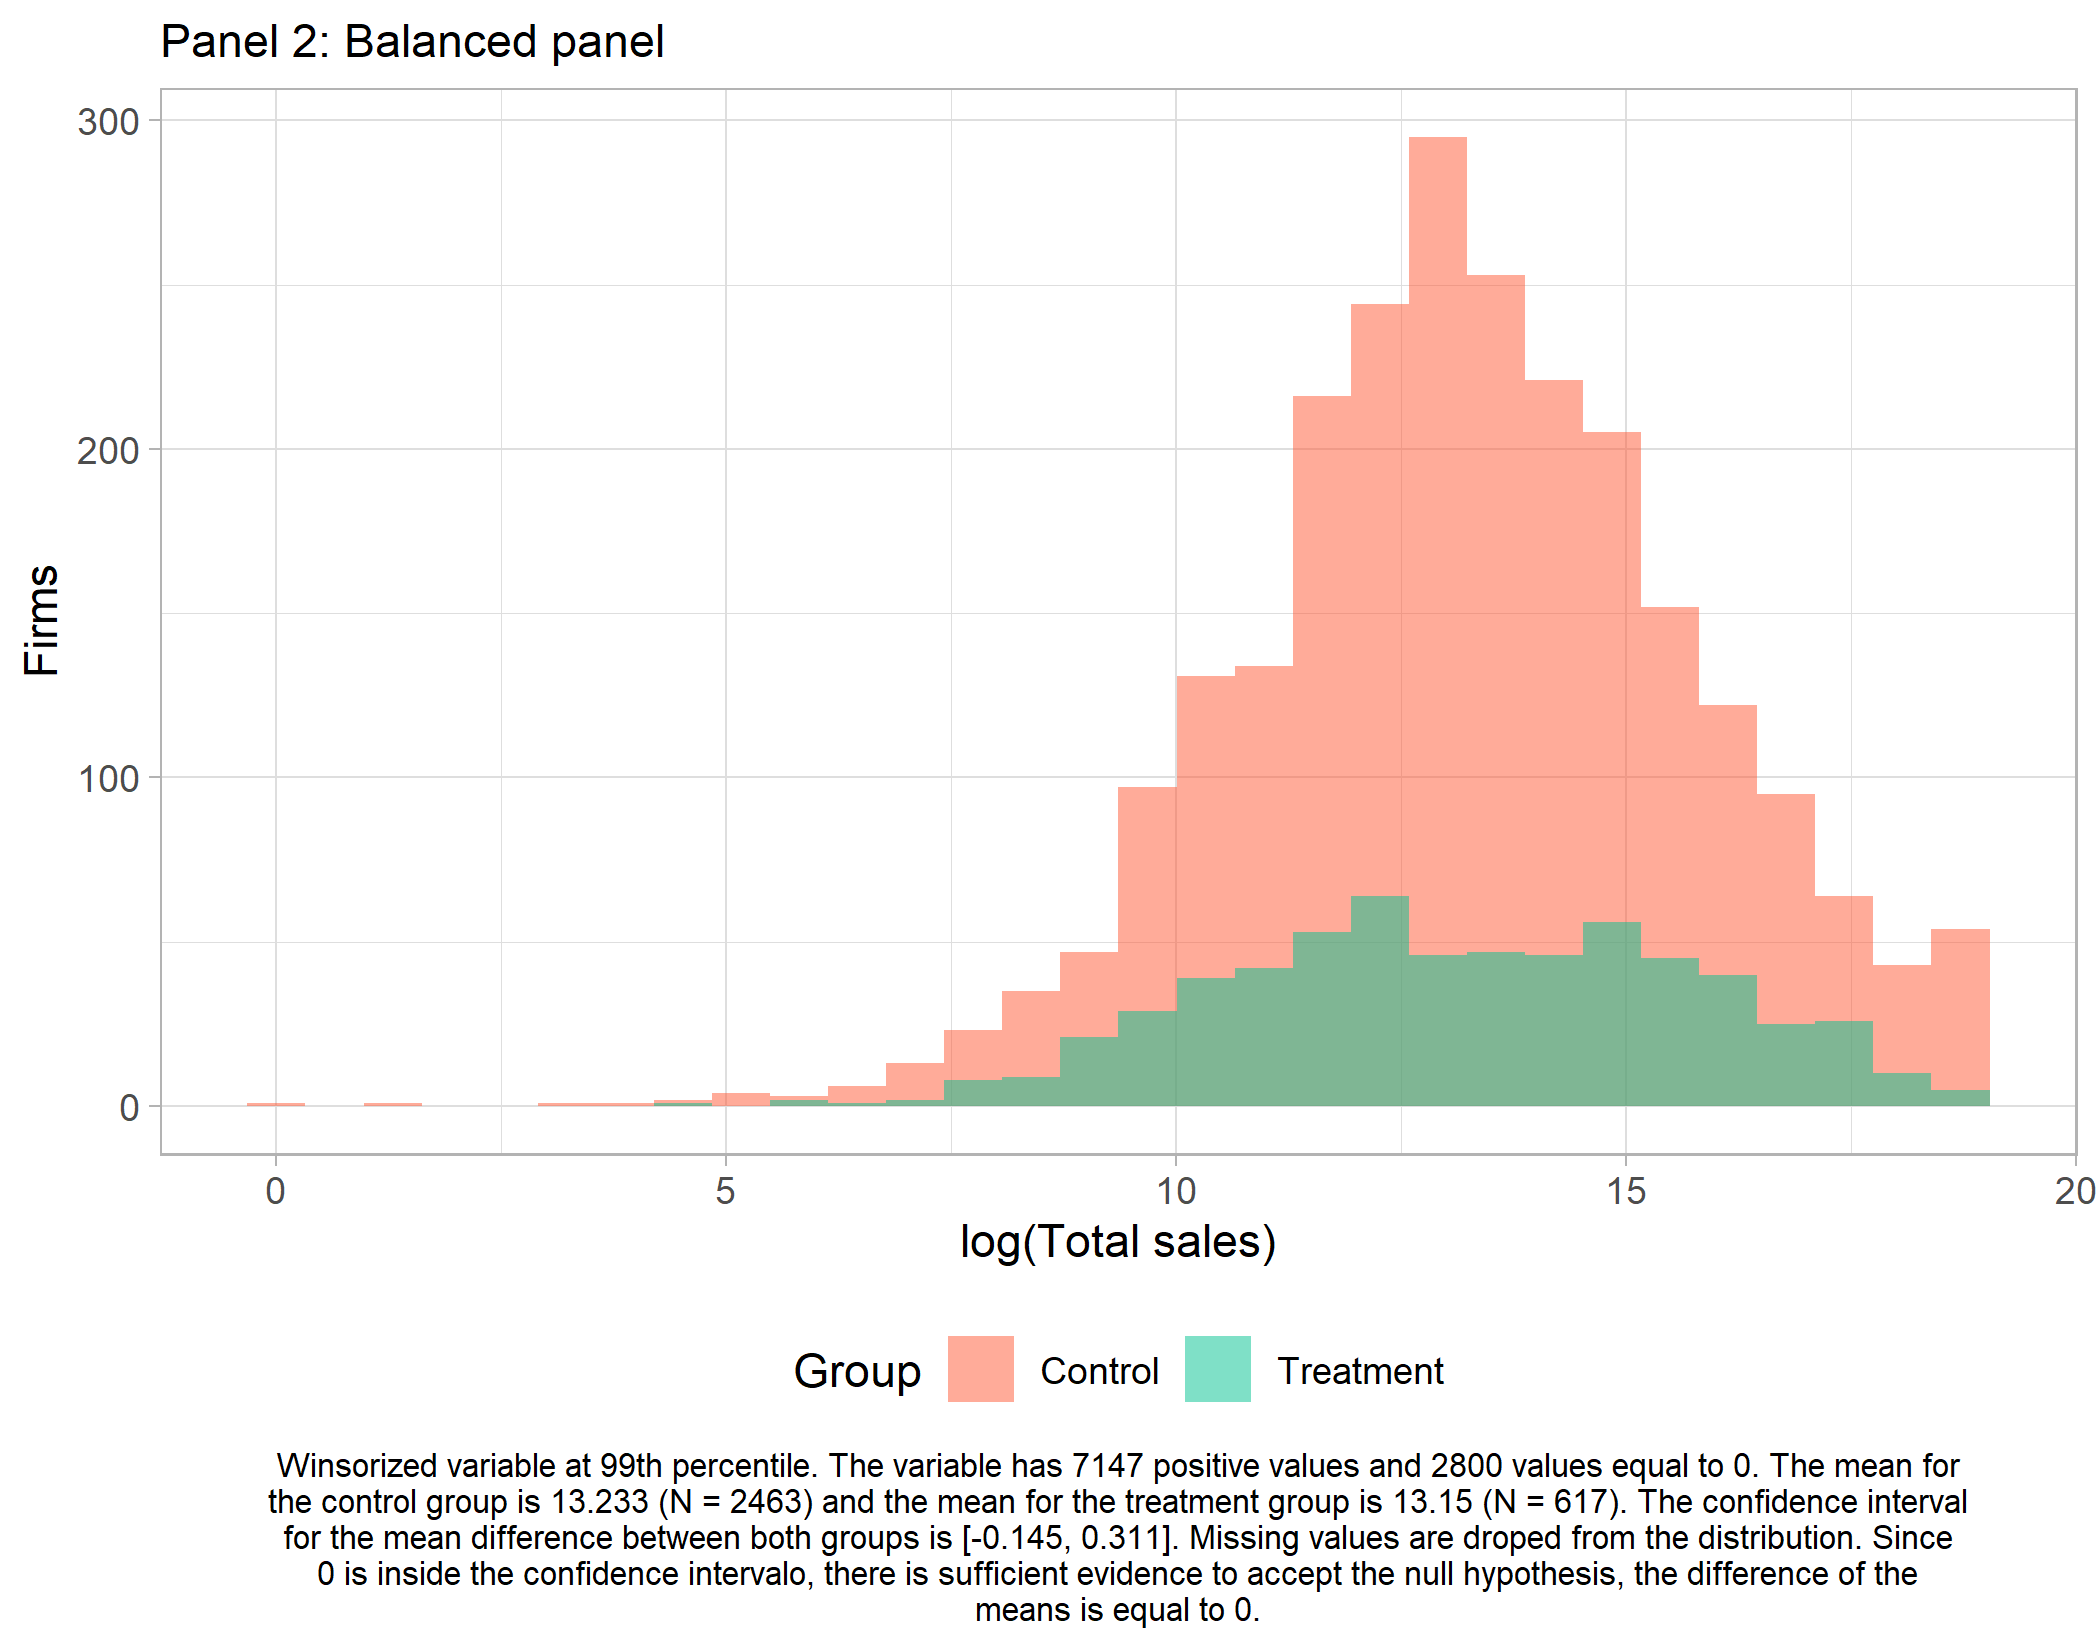 Panel 2: Balanced panel
300
200
100
0
Firms
0 5 10 15 20
log(Total sales)
Group Control Treatment
Winsorized variable at 99th percentile. The variable has 7147 positive values and 2800 values equal to 0. The mean for
the control group is 13.233 (N = 2463) and the mean for the treatment group is 13.15 (N = 617). The confidence interval
for the mean difference between both groups is [-0.145, 0.311]. Missing values are droped from the distribution. Since
0 is inside the confidence intervalo, there is sufficient evidence to accept the null hypothesis, the difference of the
means is equal to 0.